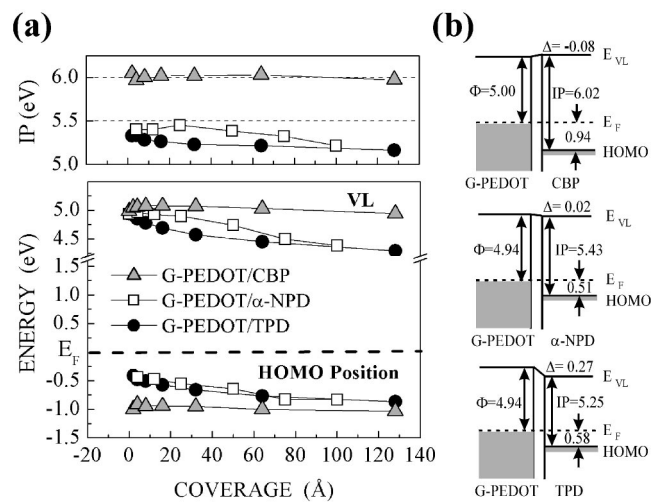 (a)
IP (eV)
6.0
5.5
5.0
ENERGY (eV)
5.0
4.5
1.5
1.0
0.5
E_F
-0.5
-1.0
-1.5
VL
G-PEDOT/CBP
G-PEDOT/α-NPD
G-PEDOT/TPD
HOMO Position
-20 0 20 40 60 80 100 120 140
COVERAGE (Å)
(b)
Δ= -0.08
E_VL
Φ=5.00
IP=6.02
E_F
0.94
HOMO
G-PEDOT CBP
Δ= 0.02
E_VL
Φ=4.94
IP=5.43
E_F
0.51
HOMO
G-PEDOT α-NPD
Δ= 0.27
E_VL
Φ=4.94
IP=5.25
E_F
0.58
HOMO
G-PEDOT TPD